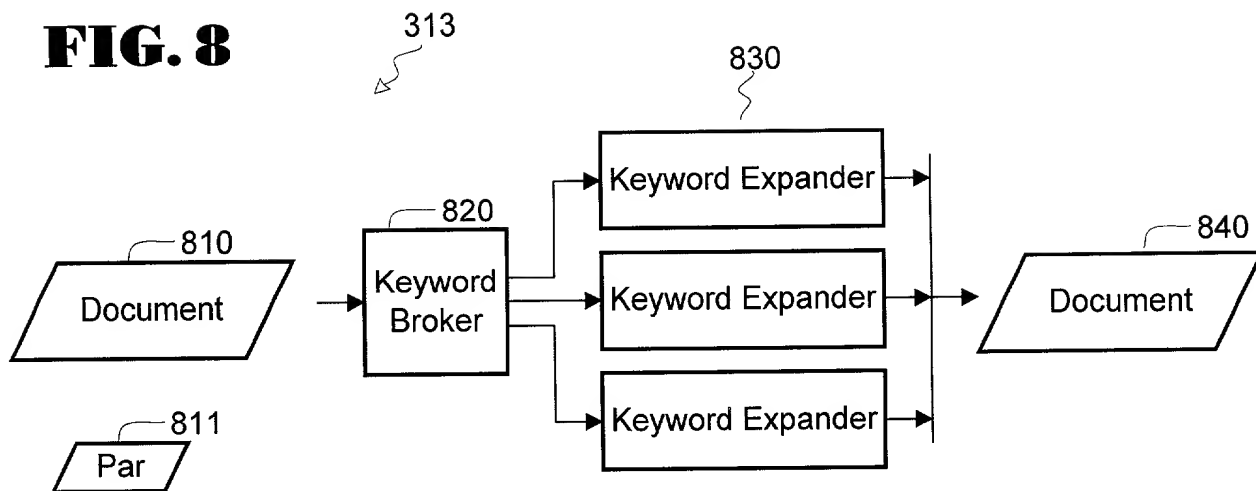 FIG. 8
313
830
Keyword Expander
820
810
Keyword
Broker
Document
Keyword Expander
840
Document
Keyword Expander
811
Par